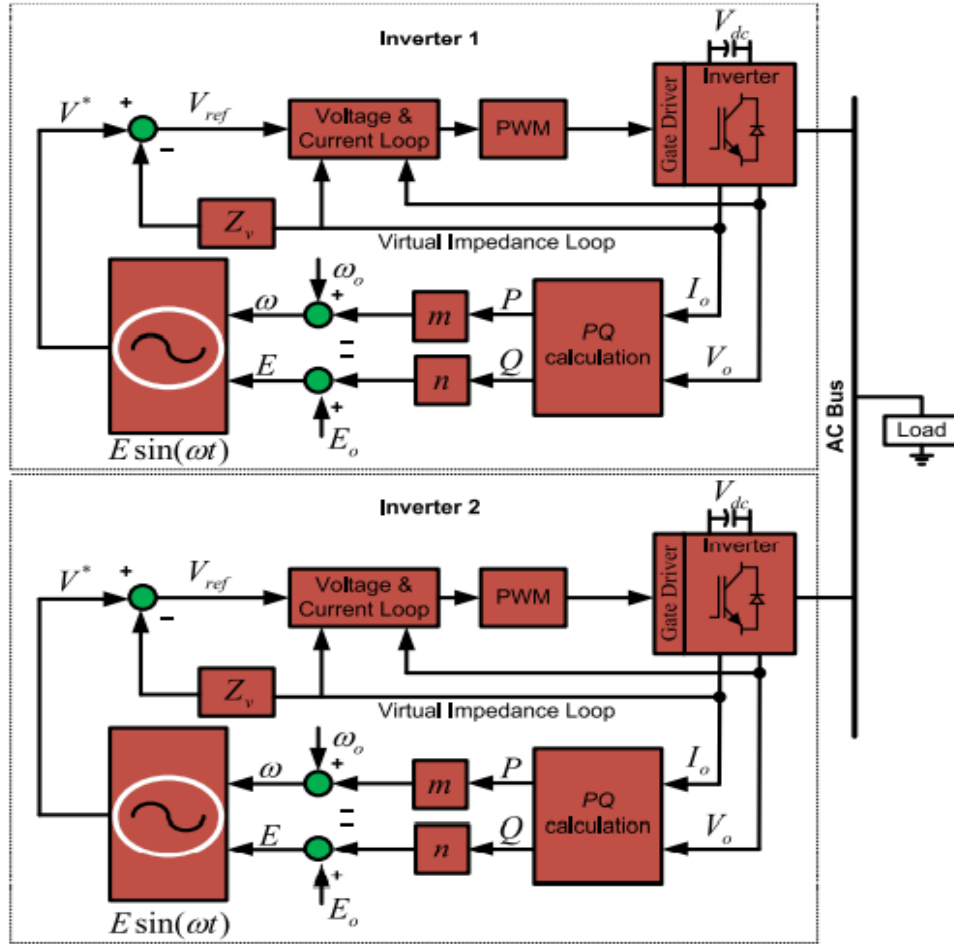 Inverter 1
V_dc
Inverter
Gate Driver
V*
+
−
V_ref
Voltage &
Current Loop
PWM
Z_v
Virtual Impedance Loop
ω_o
+
ω
m
P
PQ
calculation
I_o
−
−
E
n
Q
V_o
+
E_o
E sin(ωt)
AC Bus
Load
Inverter 2
V_dc
Inverter
Gate Driver
V*
+
−
V_ref
Voltage &
Current Loop
PWM
Z_v
Virtual Impedance Loop
ω_o
+
ω
m
P
PQ
calculation
I_o
−
−
E
n
Q
V_o
+
E_o
E sin(ωt)